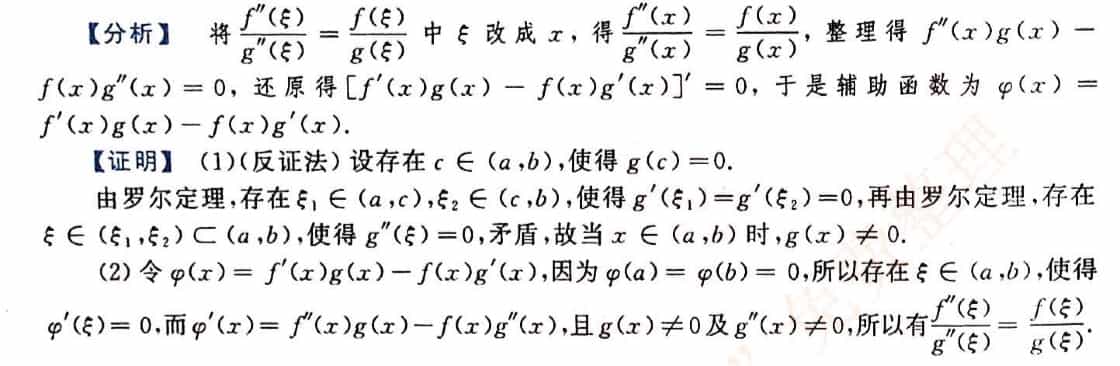 【分析】 将 f″(ξ)/g″(ξ) = f(ξ)/g(ξ) 中 ξ 改成 x，得 f″(x)/g″(x) = f(x)/g(x)，整理得 f″(x)g(x) −
f(x)g″(x) = 0，还原得[f′(x)g(x) − f(x)g′(x)]′ = 0，于是辅助函数为 φ(x) =
f′(x)g(x) − f(x)g′(x).
【证明】 (1)(反证法) 设存在 c ∈ (a,b),使得 g(c)=0.
由罗尔定理,存在 ξ₁ ∈ (a,c),ξ₂ ∈ (c,b),使得 g′(ξ₁)=g′(ξ₂)=0,再由罗尔定理,存在
ξ ∈ (ξ₁,ξ₂) ⊂ (a,b),使得 g″(ξ)=0,矛盾,故当 x ∈ (a,b) 时,g(x) ≠ 0.
(2) 令 φ(x) = f′(x)g(x) − f(x)g′(x),因为 φ(a) = φ(b) = 0,所以存在 ξ ∈ (a,b),使得
φ′(ξ) = 0,而 φ′(x) = f″(x)g(x) − f(x)g″(x),且 g(x) ≠ 0 及 g″(x) ≠ 0,所以有 f″(ξ)/g″(ξ) = f(ξ)/g(ξ).